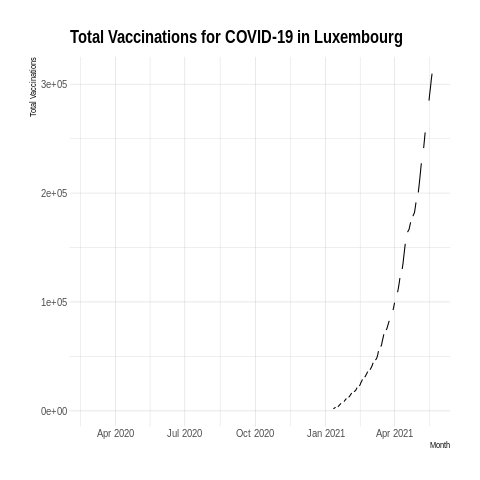 Total Vaccinations for COVID-19 in Luxembourg
Total Vaccinations
3e+05
2e+05
1e+05
0e+00
Apr 2020 Jul 2020 Oct 2020 Jan 2021 Apr 2021
Month